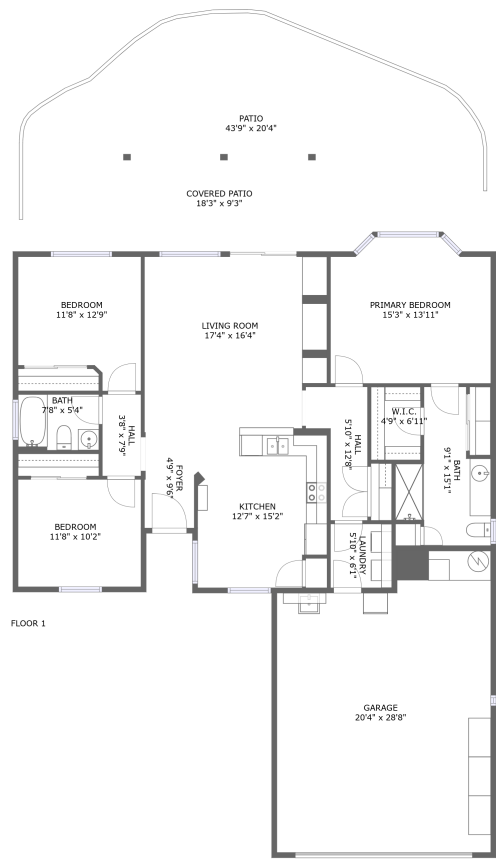 PATIO
43'9" x 20'4"
COVERED PATIO
18'3" x 9'3"
BEDROOM
11'8" x 12'9"
LIVING ROOM
17'4" x 16'4"
PRIMARY BEDROOM
15'3" x 13'11"
BATH
7'8" x 5'4"
HALL
3'8" x 7'9"
W.I.C.
4'9" x 6'11"
HALL
5'10" x 12'8"
BATH
9'1" x 15'1"
FOYER
4'9" x 9'6"
KITCHEN
12'7" x 15'2"
BEDROOM
11'8" x 10'2"
LAUNDRY
5'10" x 6'1"
FLOOR 1
GARAGE
20'4" x 28'8"